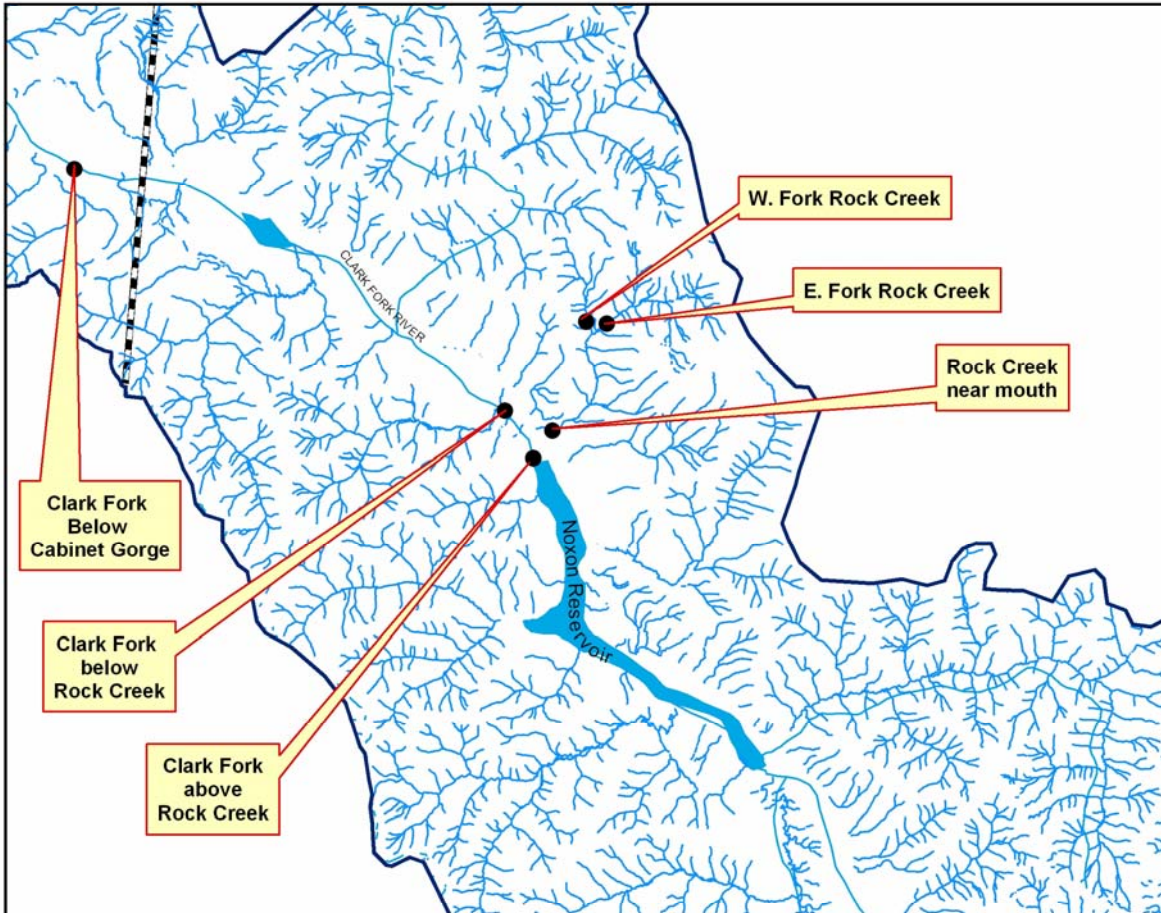 W. Fork Rock Creek
E. Fork Rock Creek
CLARK FORK RIVER
Rock Creek
near mouth
Clark Fork
Below
Cabinet Gorge
Noxon Reservoir
Clark Fork
below
Rock Creek
Clark Fork
above
Rock Creek